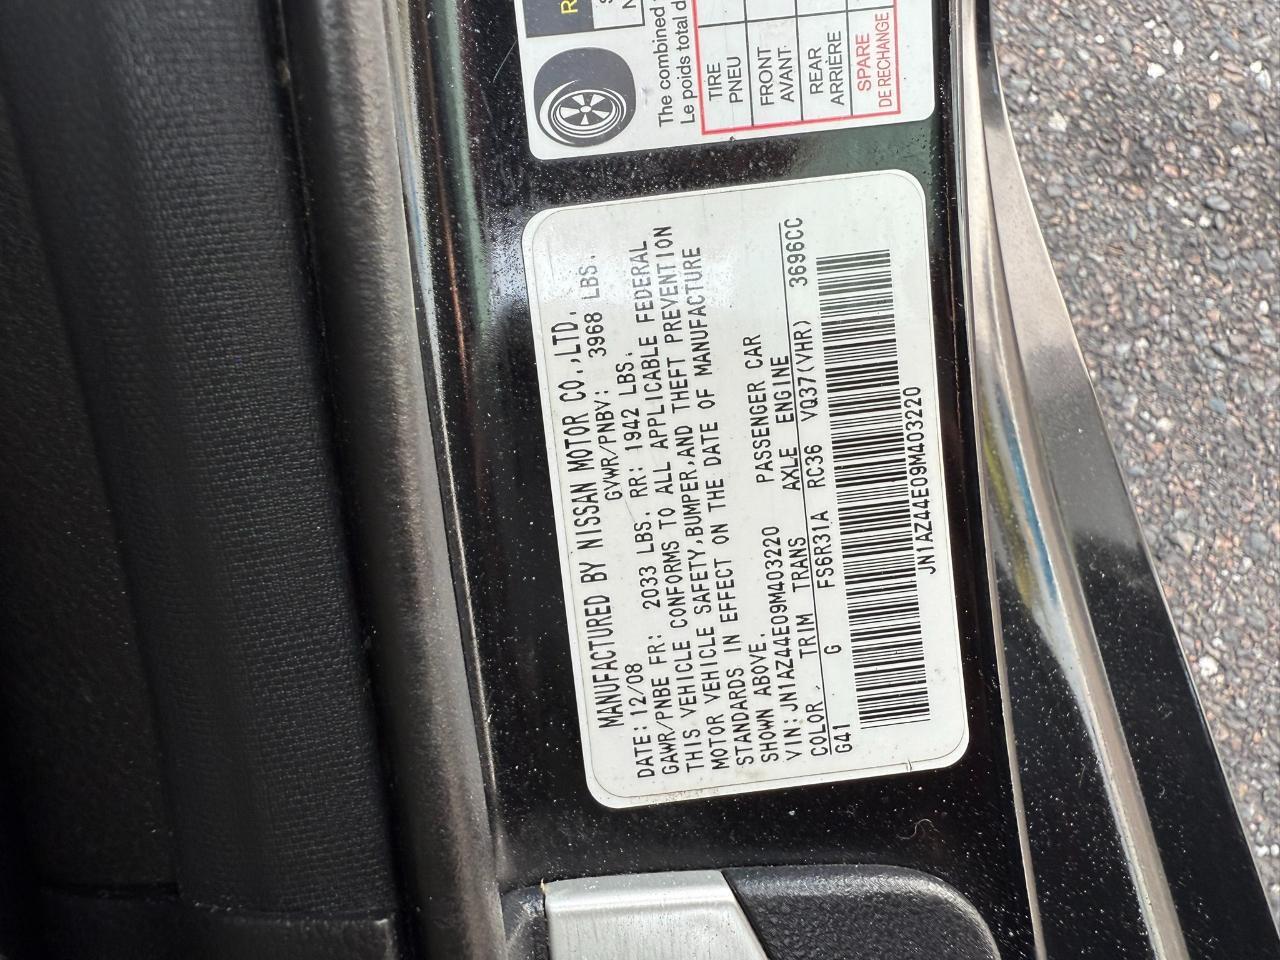 The combined
Le poids total d
TIRE
PNEU
FRONT
AVANT
REAR
ARRIÈRE
SPARE
DE RECHANGE
MANUFACTURED BY NISSAN MOTOR CO.,LTD.
DATE: 12/08 GVWR/PNBV: 3968 LBS.
GAWR/PNBE FR: 2033 LBS. RR: 1942 LBS.
THIS VEHICLE CONFORMS TO ALL APPLICABLE FEDERAL
MOTOR VEHICLE SAFETY,BUMPER,AND THEFT PREVENTION
STANDARDS IN EFFECT ON THE DATE OF MANUFACTURE
SHOWN ABOVE.
VIN: JN1AZ44E09M403220 PASSENGER CAR
COLOR, TRIM TRANS AXLE ENGINE
G41 G FS6R31A RC36 VQ37(VHR) 3696CC
JN1AZ44E09M403220